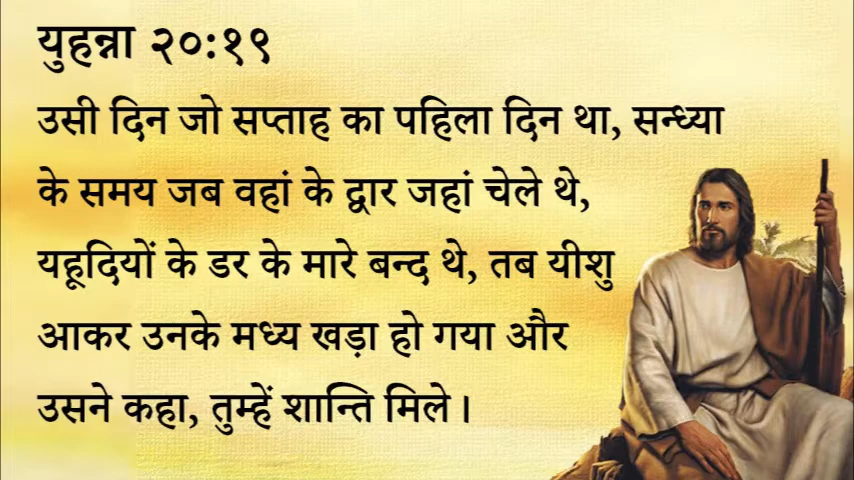 युहन्ना २०:१९
उसी दिन जो सप्ताह का पहिला दिन था, सन्ध्या
के समय जब वहां के द्वार जहां चेले थे,
यहूदियों के डर के मारे बन्द थे, तब यीशु
आकर उनके मध्य खड़ा हो गया और
उसने कहा, तुम्हें शान्ति मिले।